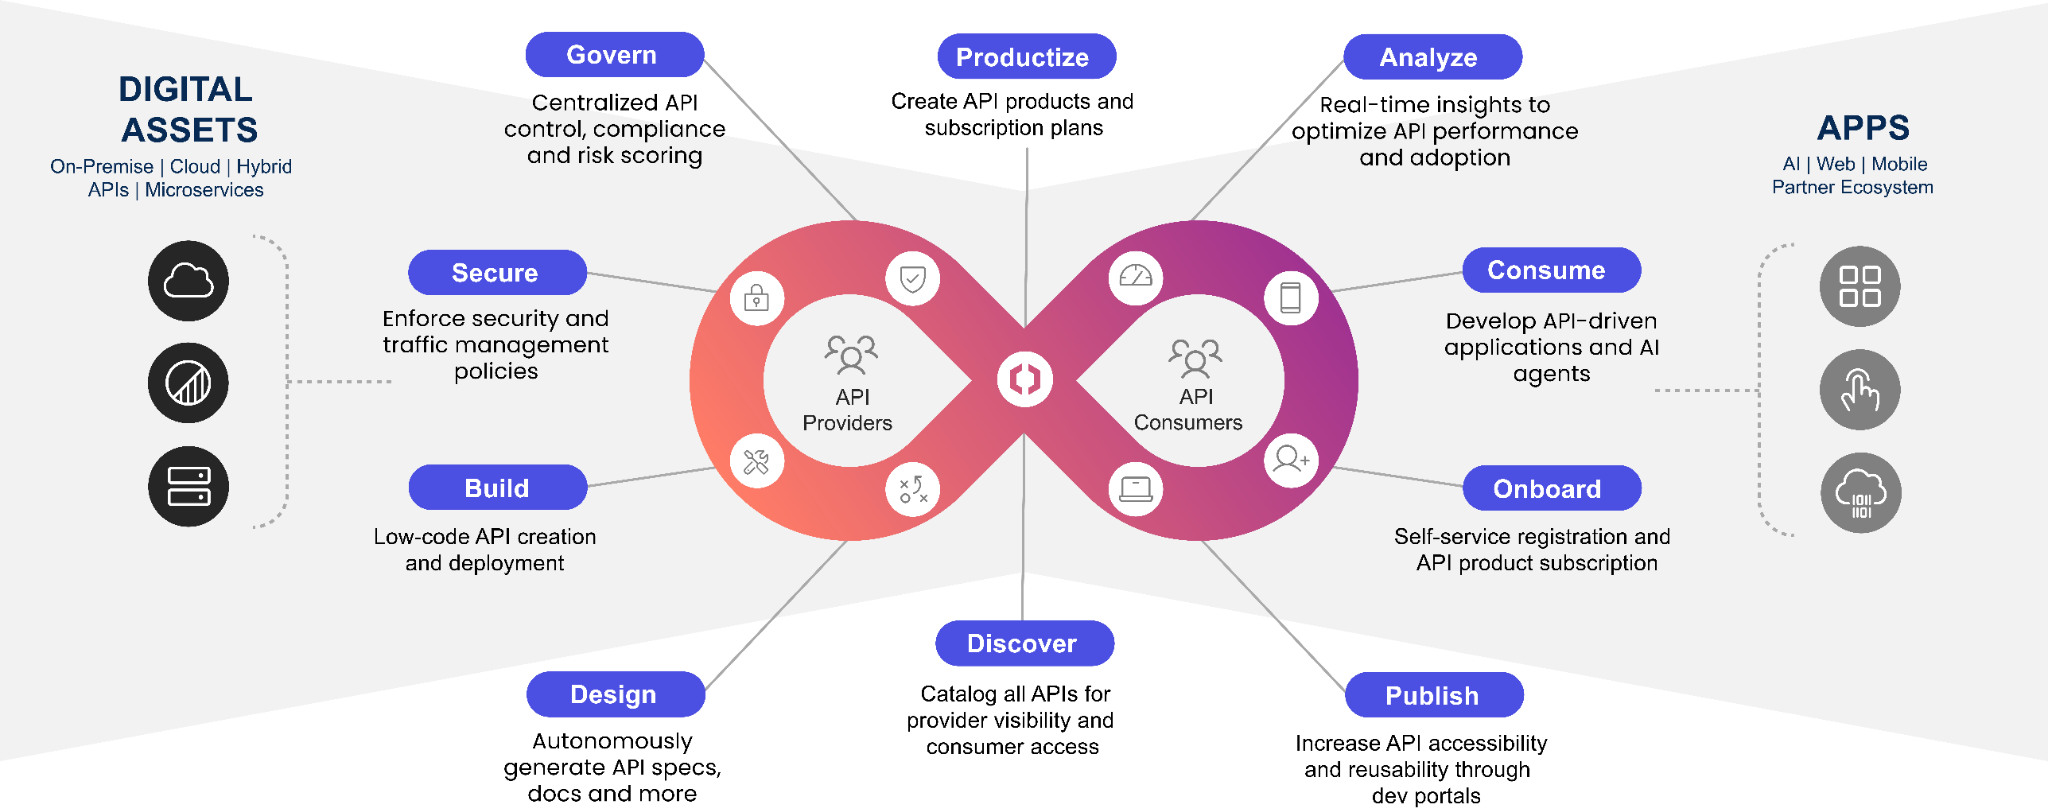 DIGITAL
ASSETS
On-Premise | Cloud | Hybrid
APIs | Microservices
Govern
Centralized API
control, compliance
and risk scoring
Productize
Create API products and
subscription plans
Analyze
Real-time insights to
optimize API performance
and adoption
APPS
AI | Web | Mobile
Partner Ecosystem
Secure
Enforce security and
traffic management
policies
API
Providers
API
Consumers
Consume
Develop API-driven
applications and AI
agents
Build
Low-code API creation
and deployment
Onboard
Self-service registration and
API product subscription
1011
1101
Design
Autonomously
generate API specs,
docs and more
Discover
Catalog all APIs for
provider visibility and
consumer access
Publish
Increase API accessibility
and reusability through
dev portals